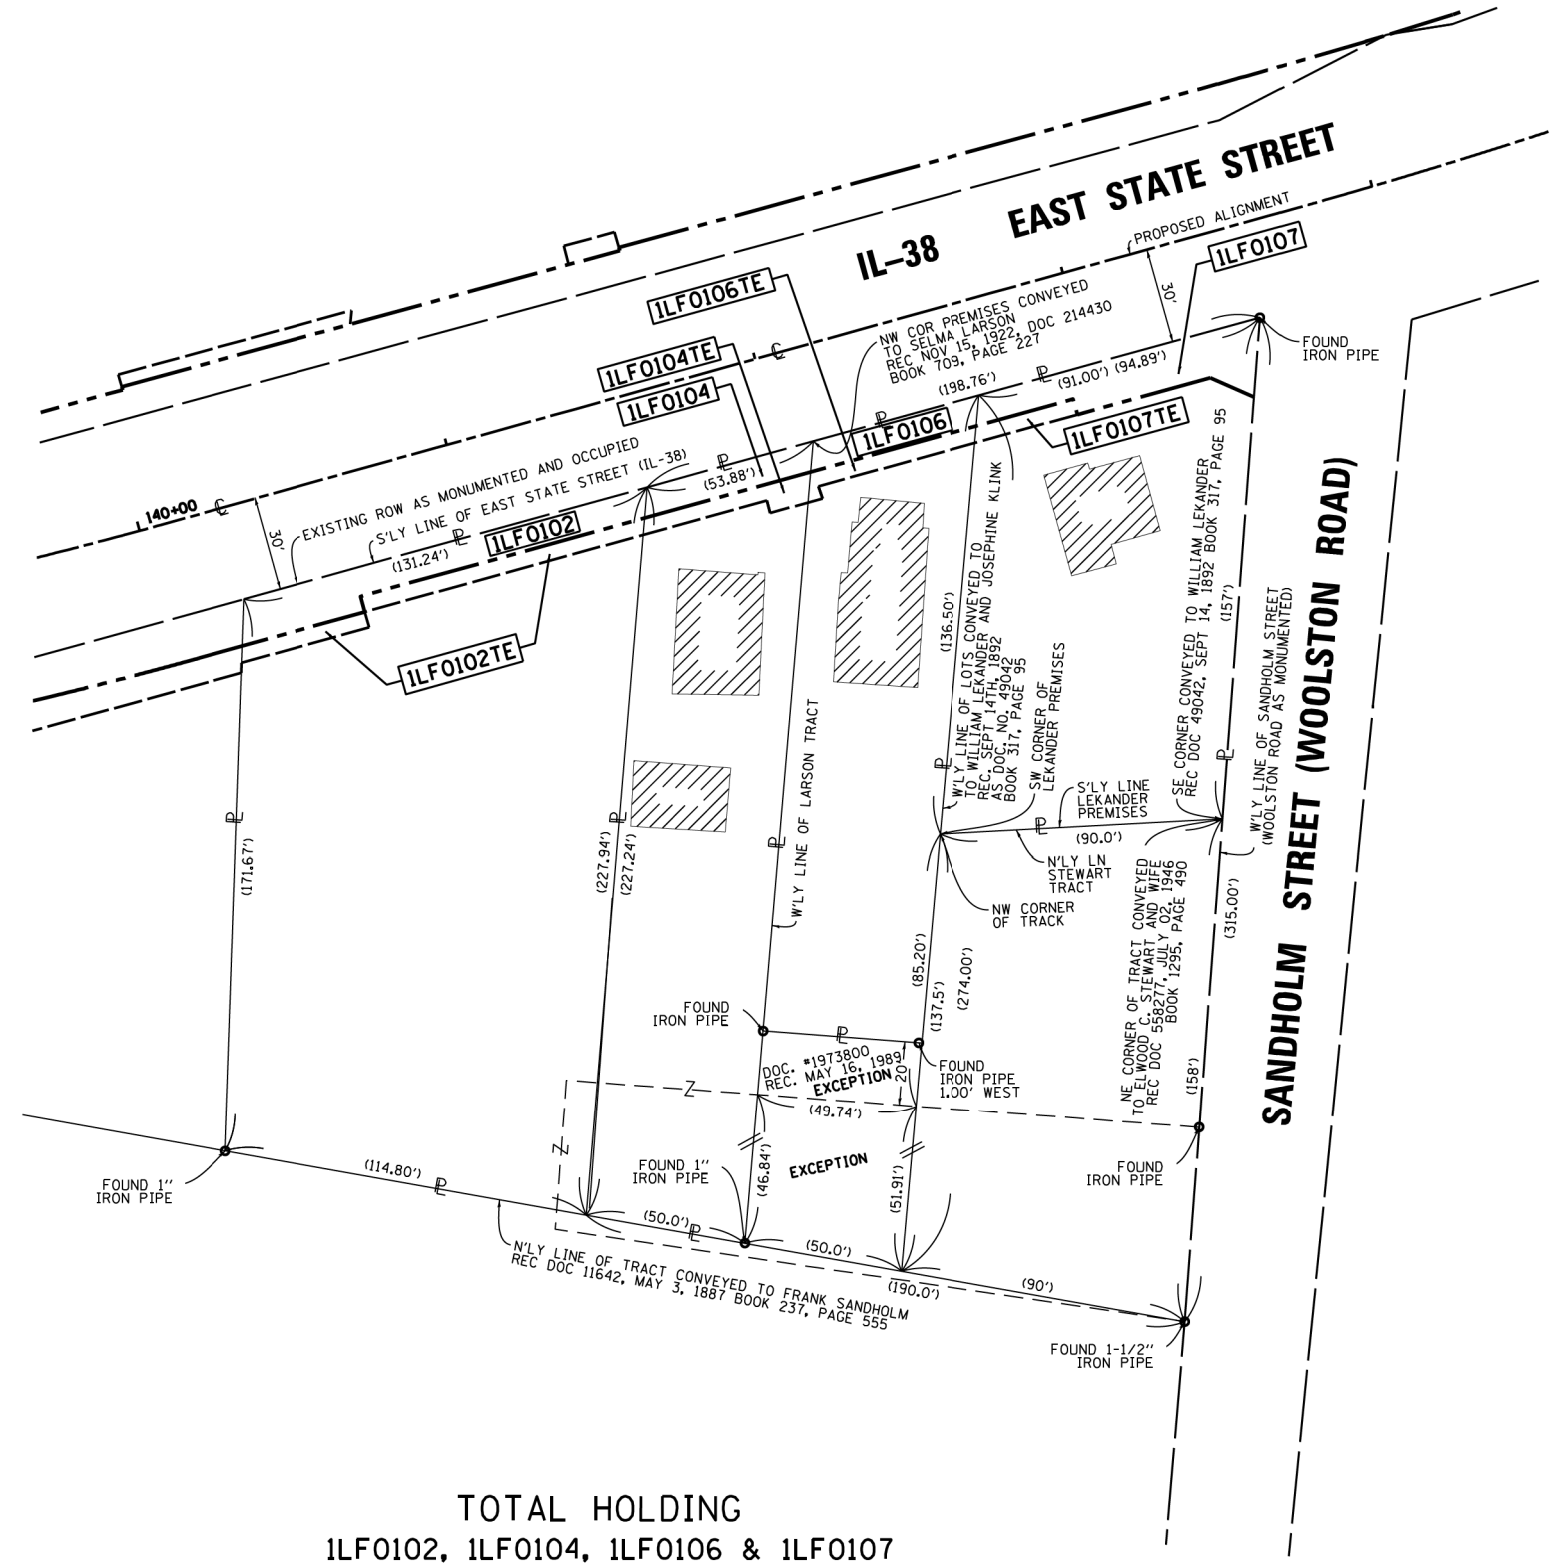 IL–38
EAST STATE STREET
PROPOSED ALIGNMENT
1LF0107
1LF0106TE
1LF0104TE
1LF0104
NW COR PREMISES CONVEYED
TO SELMA LARSON
REC NOV 15, 1922, DOC 214430
BOOK 709, PAGE 227
30'
FOUND
IRON PIPE
(198.76')
(91.00') (94.89')
1LF0106
1LF0107TE
(53.88')
140+00
30'
EXISTING ROW AS MONUMENTED AND OCCUPIED
S'LY LINE OF EAST STATE STREET (IL-38)
(131.24')
1LF0102
1LF0102TE
(171.67')
(227.94')
(227.24')
W'LY LINE OF LARSON TRACT
(136.50')
W'LY LINE OF LOTS CONVEYED TO
TO WILLIAM LEKANDER AND JOSEPHINE KLINK
REC. SEPT 14TH, 1892
AS DOC. NO. 49042
BOOK 317, PAGE 95
SW CORNER OF
LEKANDER PREMISES
SE CORNER CONVEYED TO WILLIAM LEKANDER
REC DOC 49042, SEPT 14, 1892 BOOK 317, PAGE 95
(157')
W'LY LINE OF SANDHOLM STREET
(WOOLSTON ROAD AS MONUMENTED)
SANDHOLM STREET (WOOLSTON ROAD)
S'LY LINE
LEKANDER
PREMISES
(90.0')
N'LY LN
STEWART
TRACT
NW CORNER
OF TRACK
NE CORNER OF TRACT CONVEYED
TO ELWOOD C. STEWART AND WIFE
REC DOC 558277, JULY 02, 1946
BOOK 1295, PAGE 490
(315.00')
(85.20')
(137.5')
(274.00')
(158')
FOUND
IRON PIPE
DOC. #1973800
REC. MAY 16, 1989
EXCEPTION
20'
FOUND
IRON PIPE
1.00' WEST
(49.74')
(46.84')
EXCEPTION
(51.91')
FOUND
IRON PIPE
FOUND 1"
IRON PIPE
(114.80')
FOUND 1"
IRON PIPE
(50.0')
(50.0')
(190.0')
(90')
N'LY LINE OF TRACT CONVEYED TO FRANK SANDHOLM
REC DOC 11642, MAY 3, 1887 BOOK 237, PAGE 555
FOUND 1-1/2"
IRON PIPE
TOTAL HOLDING
1LF0102, 1LF0104, 1LF0106 & 1LF0107